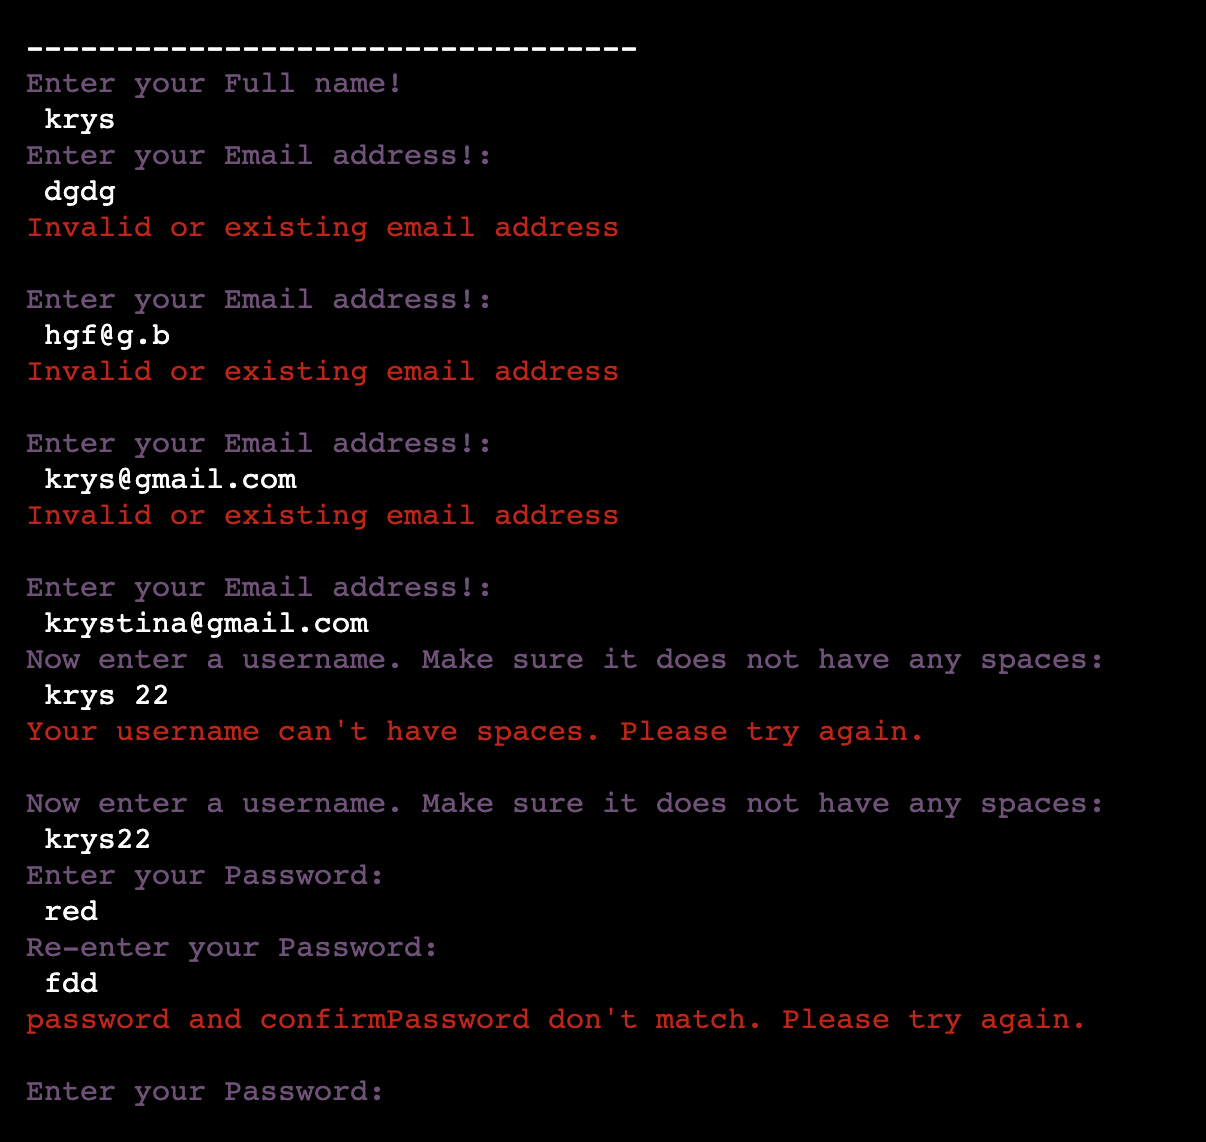 ----------------------------------
Enter your Full name!
krys
Enter your Email address!:
dgdg
Invalid or existing email address
Enter your Email address!:
hgf@g.b
Invalid or existing email address
Enter your Email address!:
krys@gmail.com
Invalid or existing email address
Enter your Email address!:
krystina@gmail.com
Now enter a username. Make sure it does not have any spaces:
krys 22
Your username can't have spaces. Please try again.
Now enter a username. Make sure it does not have any spaces:
krys22
Enter your Password:
red
Re-enter your Password:
fdd
password and confirmPassword don't match. Please try again.
Enter your Password: